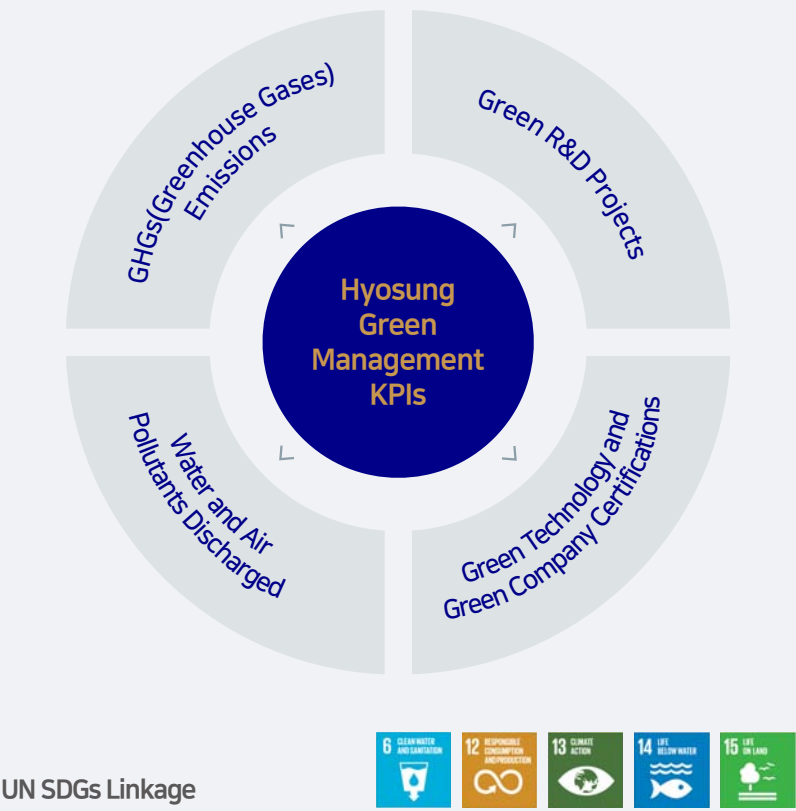 GHGs(Greenhouse Gases)
Emissions
Green R&D Projects
Hyosung
Green
Management
KPIs
Water and Air
Pollutants Discharged
Green Technology and
Green Company Certifications
UN SDGs Linkage
6 CLEAN WATER
AND SANITATION
12 RESPONSIBLE
CONSUMPTION
AND PRODUCTION
13 CLIMATE
ACTION
14 LIFE
BELOW WATER
15 LIFE
ON LAND